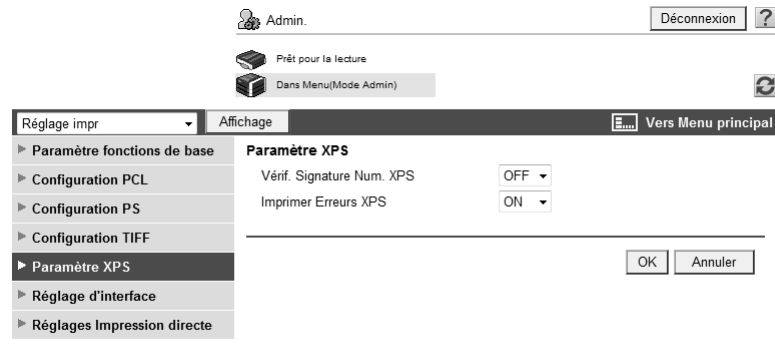 Admin.
Déconnexion
?
Prêt pour la lecture
Dans Menu(Mode Admin)
Réglage impr
Affichage
Vers Menu principal
Paramètre fonctions de base
Configuration PCL
Configuration PS
Configuration TIFF
Paramètre XPS
Réglage d'interface
Réglages Impression directe
Paramètre XPS
Vérif. Signature Num. XPS OFF
Imprimer Erreurs XPS ON
OK
Annuler